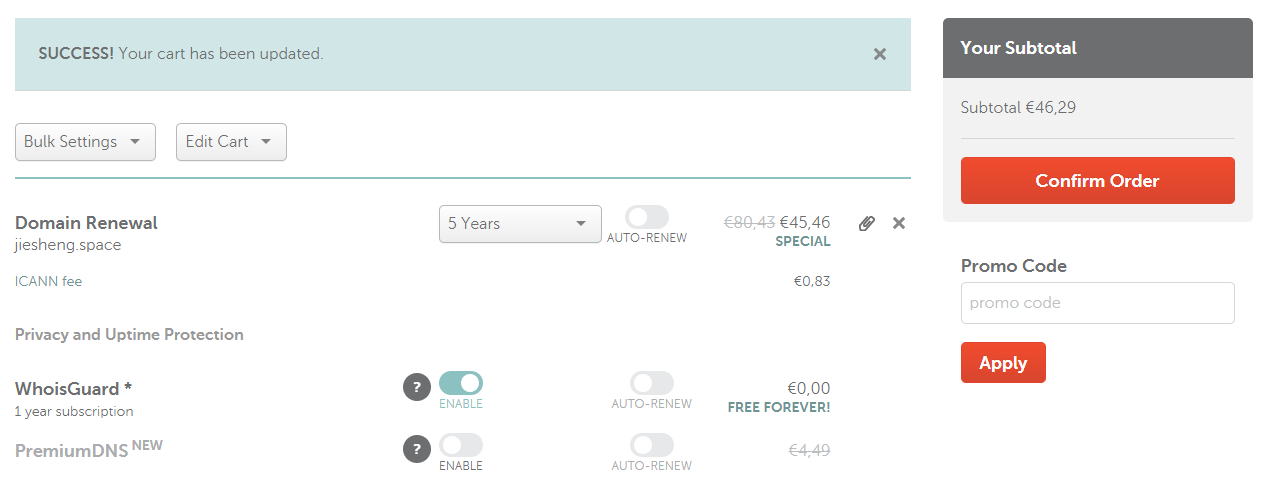 SUCCESS! Your cart has been updated.
Bulk Settings
Edit Cart
Domain Renewal
jiesheng.space
5 Years
AUTO-RENEW
€80,43 €45,46
SPECIAL
ICANN fee
€0,83
Privacy and Uptime Protection
WhoisGuard *
1 year subscription
?
ENABLE
AUTO-RENEW
€0,00
FREE FOREVER!
PremiumDNS NEW
?
ENABLE
AUTO-RENEW
€4,49
Your Subtotal
Subtotal €46,29
Confirm Order
Promo Code
promo code
Apply